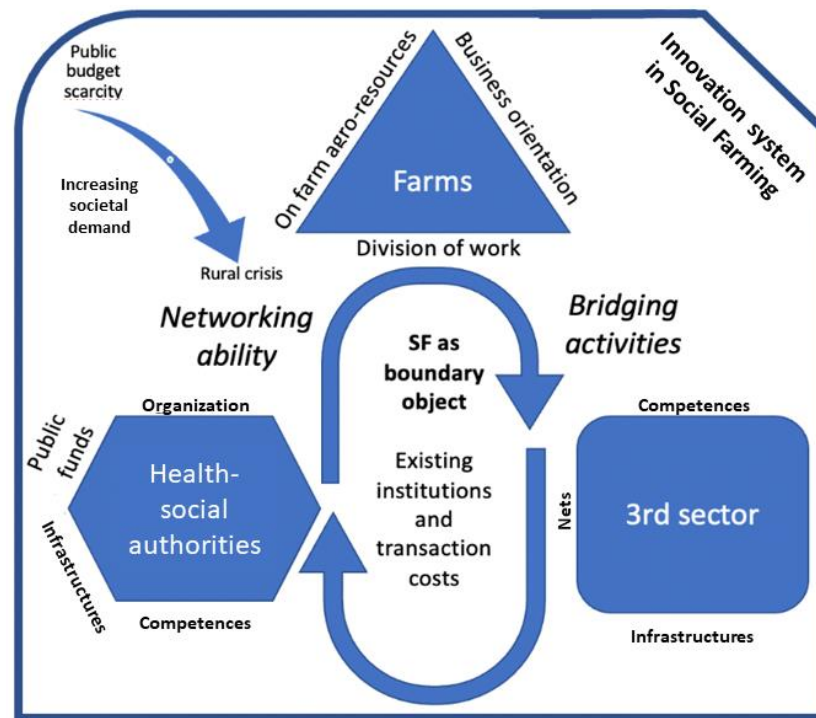 Public
budget
scarcity
Increasing
societal
demand
Rural crisis
On farm agro-resources
Business orientation
Farms
Division of work
Innovation system
in Social Farming
Networking
ability
Bridging
activities
SF as
boundary
object
Existing
institutions
and
transaction
costs
Organization
Public
funds
Health-
social
authorities
Infrastructures
Competences
Competences
Nets
3rd sector
Infrastructures